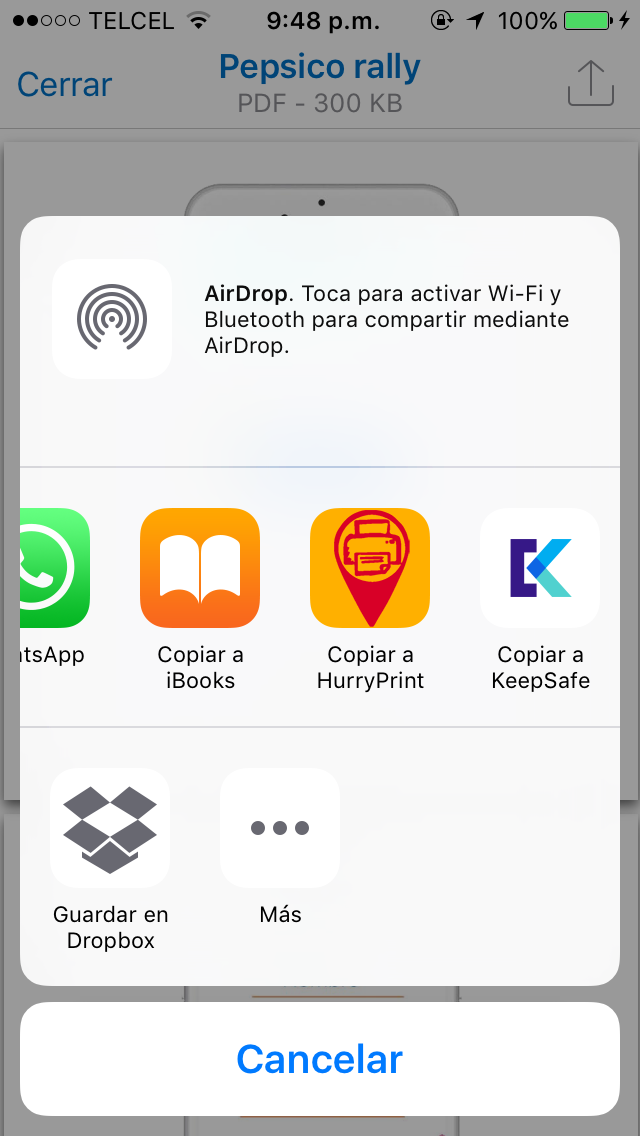 TELCEL 9:48 p.m. 100%
Cerrar
Pepsico rally
PDF - 300 KB
AirDrop. Toca para activar Wi-Fi y
Bluetooth para compartir mediante
AirDrop.
atsApp
Copiar a
iBooks
Copiar a
HurryPrint
Copiar a
KeepSafe
Guardar en
Dropbox
Más
Cancelar